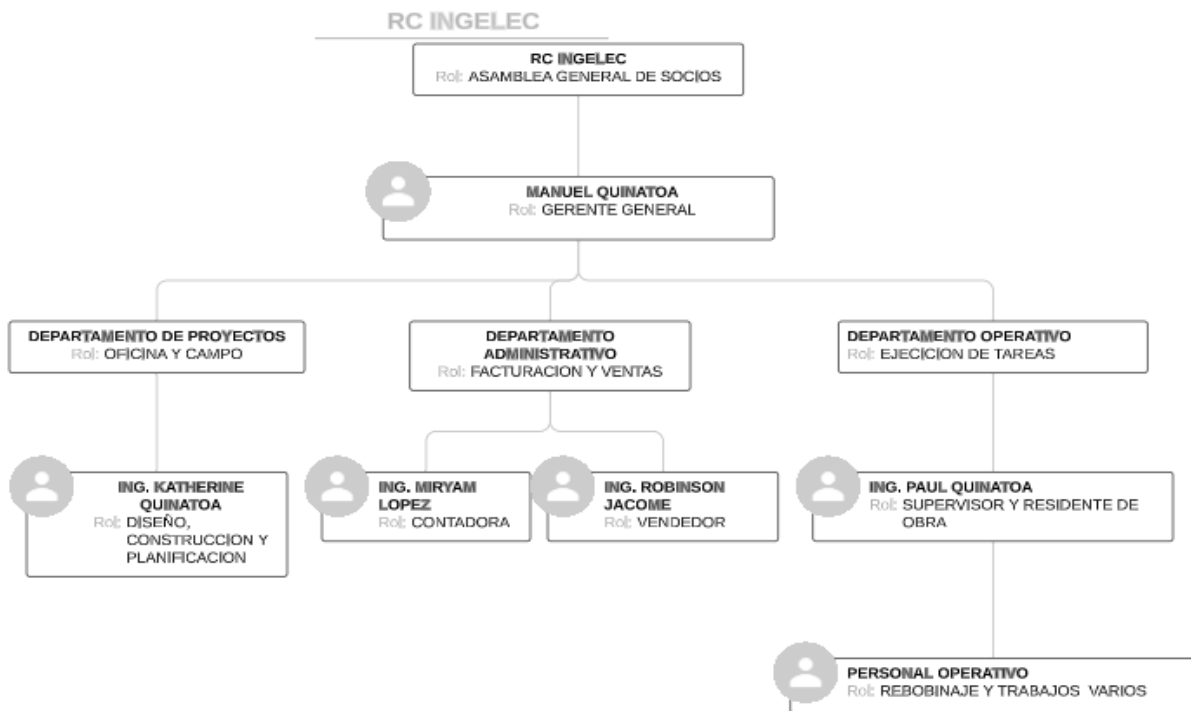 RC INGELEC
RC INGELEC
Rol: ASAMBLEA GENERAL DE SOCIOS
MANUEL QUINATOA
Rol: GERENTE GENERAL
DEPARTAMENTO DE PROYECTOS
Rol: OFICINA Y CAMPO
DEPARTAMENTO
ADMINISTRATIVO
Rol: FACTURACION Y VENTAS
DEPARTAMENTO OPERATIVO
Rol: EJECICION DE TAREAS
ING. KATHERINE
QUINATOA
Rol: DISEÑO,
CONSTRUCCION Y
PLANIFICACION
ING. MIRYAM
LOPEZ
Rol: CONTADORA
ING. ROBINSON
JACOME
Rol: VENDEDOR
ING. PAUL QUINATOA
Rol: SUPERVISOR Y RESIDENTE DE
OBRA
PERSONAL OPERATIVO
Rol: REBOBINAJE Y TRABAJOS VARIOS